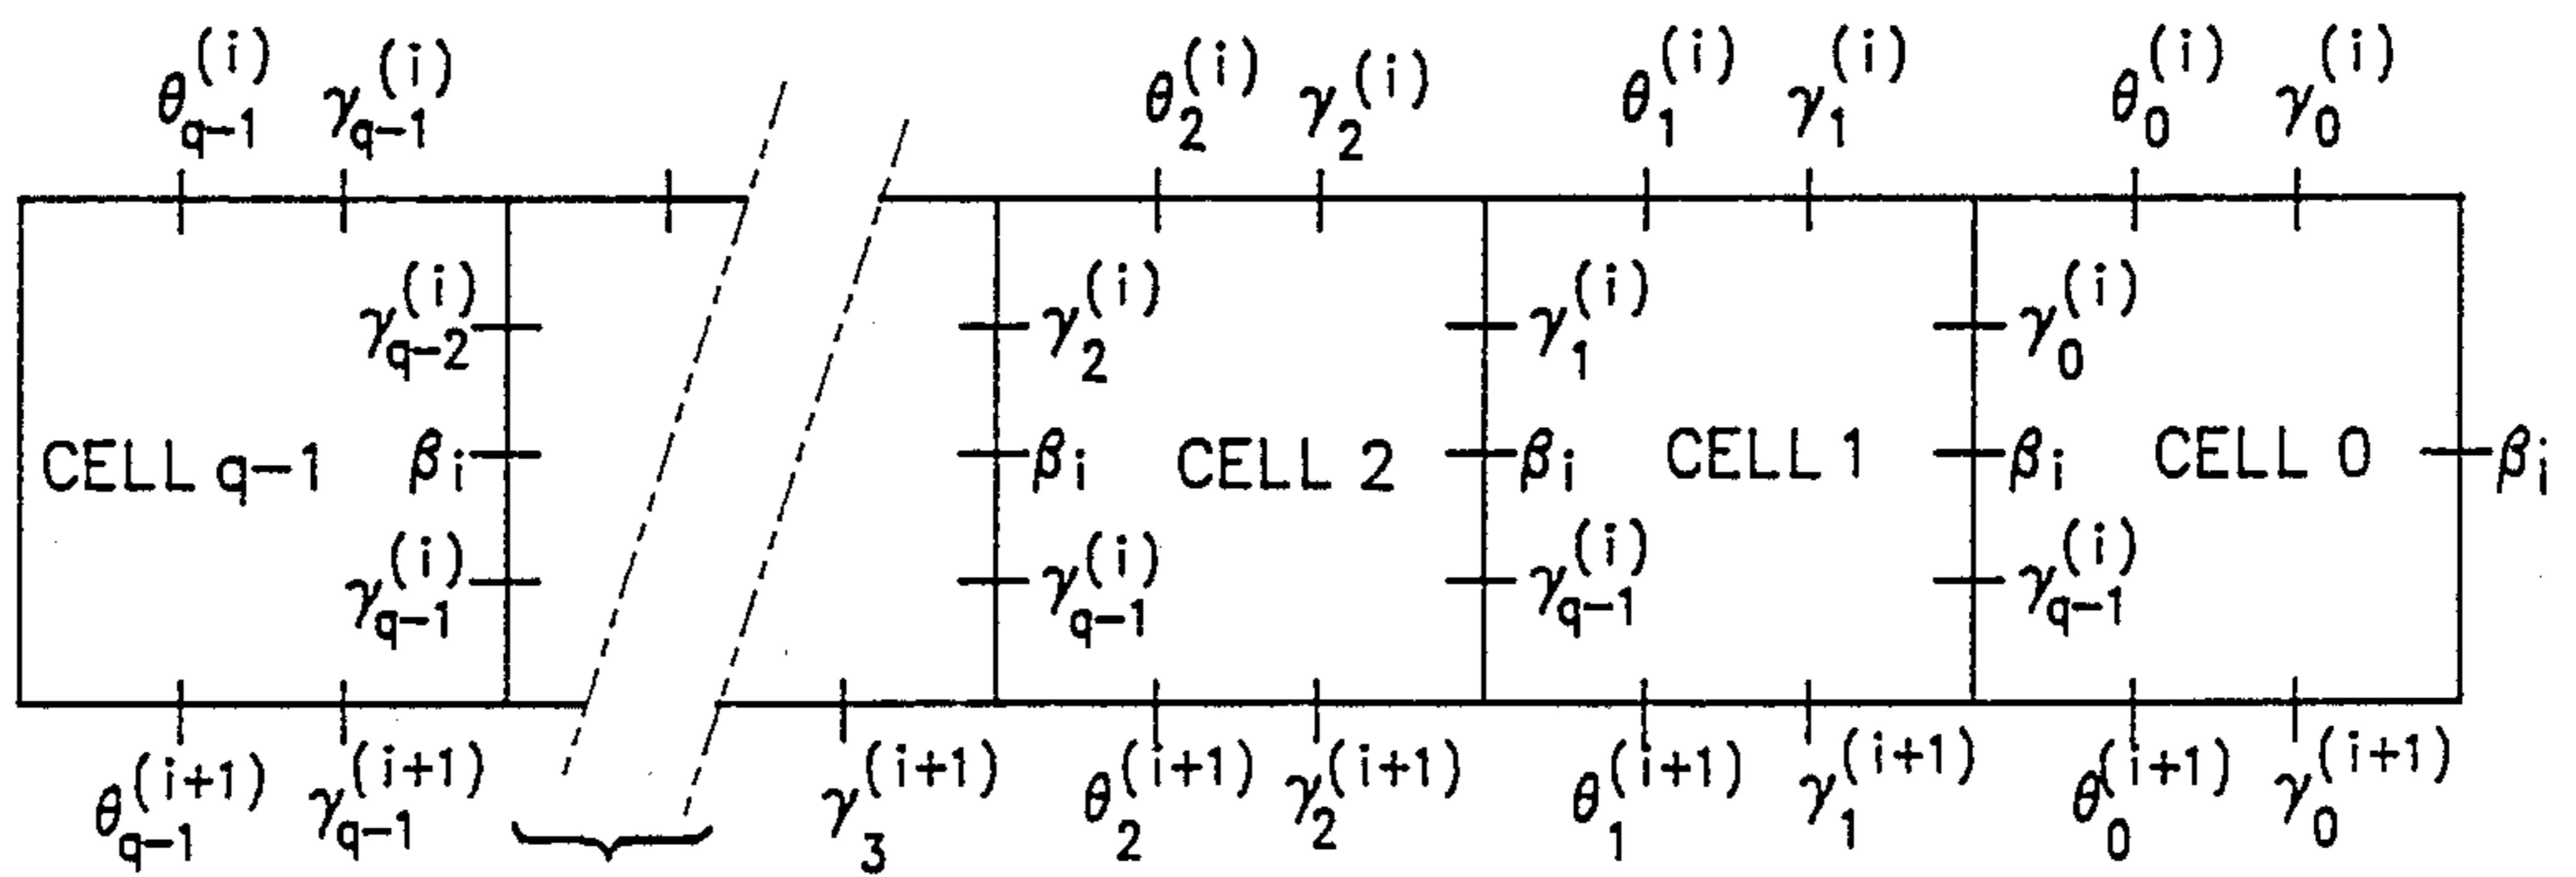 θ_{q-1}^{(i)} γ_{q-1}^{(i)} θ_2^{(i)} γ_2^{(i)} θ_1^{(i)} γ_1^{(i)} θ_0^{(i)} γ_0^{(i)}
γ_{q-2}^{(i)} γ_2^{(i)} γ_1^{(i)} γ_0^{(i)}
CELL q-1 β_i β_i CELL 2 β_i CELL 1 β_i CELL 0 β_i
γ_{q-1}^{(i)} γ_{q-1}^{(i)} γ_{q-1}^{(i)} γ_{q-1}^{(i)}
θ_{q-1}^{(i+1)} γ_{q-1}^{(i+1)} γ_3^{(i+1)} θ_2^{(i+1)} γ_2^{(i+1)} θ_1^{(i+1)} γ_1^{(i+1)} θ_0^{(i+1)} γ_0^{(i+1)}